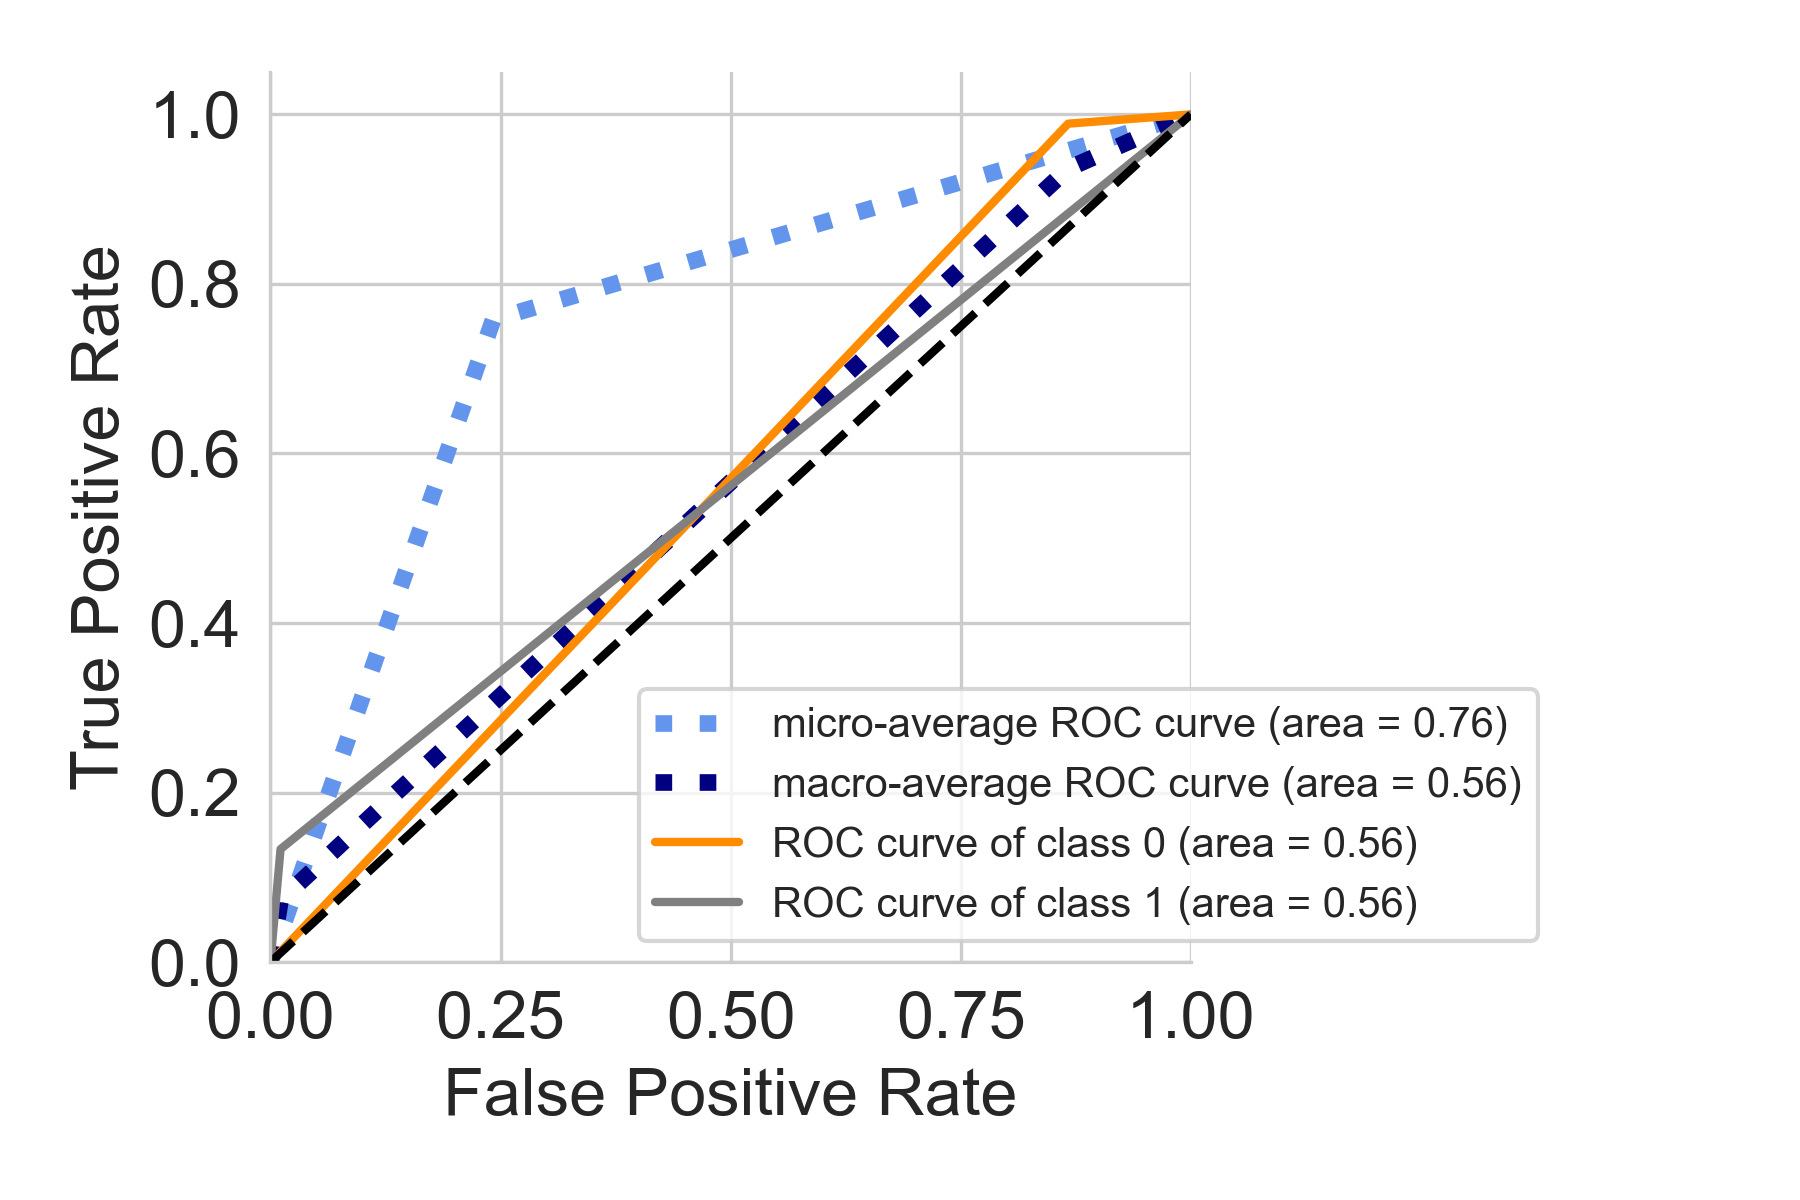 True Positive Rate
1.0
0.8
0.6
0.4
0.2
0.0
0.00 0.25 0.50 0.75 1.00
False Positive Rate
micro-average ROC curve (area = 0.76)
macro-average ROC curve (area = 0.56)
ROC curve of class 0 (area = 0.56)
ROC curve of class 1 (area = 0.56)